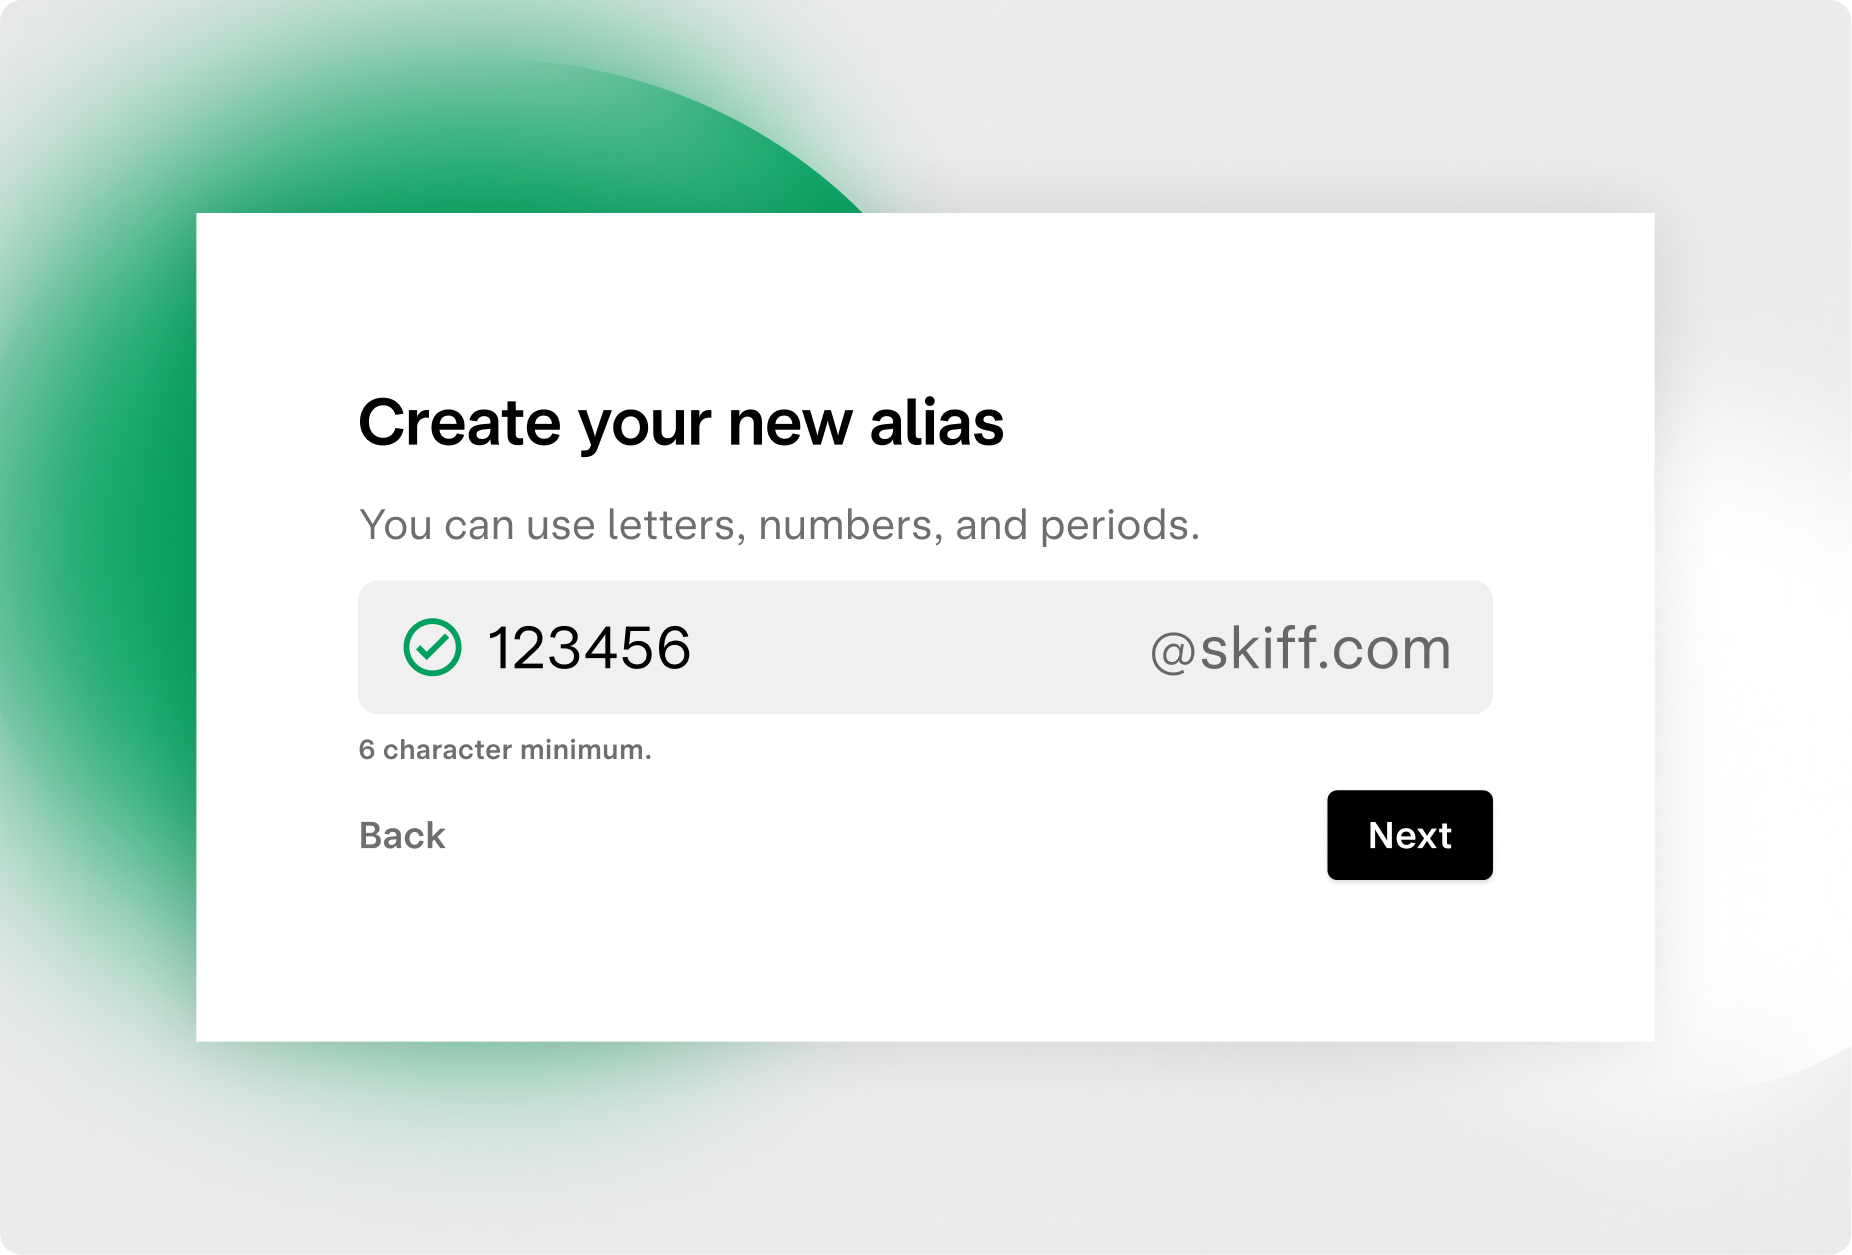 Create your new alias
You can use letters, numbers, and periods.
123456 @skiff.com
6 character minimum.
Back Next